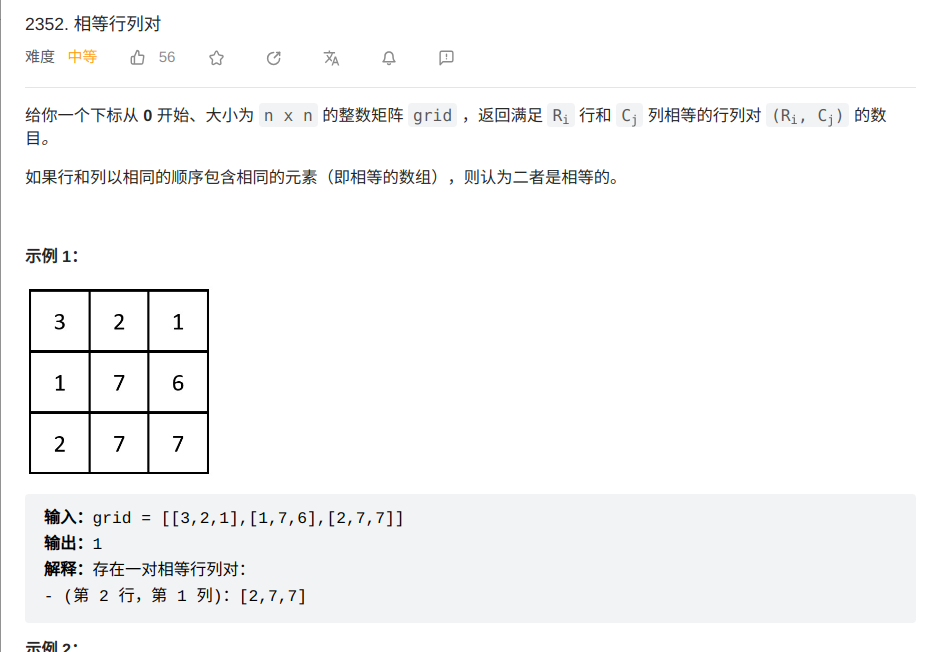 2352. 相等行列对
难度 中等 56
给你一个下标从 0 开始、大小为 n x n 的整数矩阵 grid ，返回满足 Ri 行和 Cj 列相等的行列对 (Ri, Cj) 的数
目。
如果行和列以相同的顺序包含相同的元素（即相等的数组），则认为二者是相等的。
示例 1：
3 2 1
1 7 6
2 7 7
输入：grid = [[3,2,1],[1,7,6],[2,7,7]]
输出：1
解释：存在一对相等行列对：
- (第 2 行，第 1 列)：[2,7,7]
示例 2：